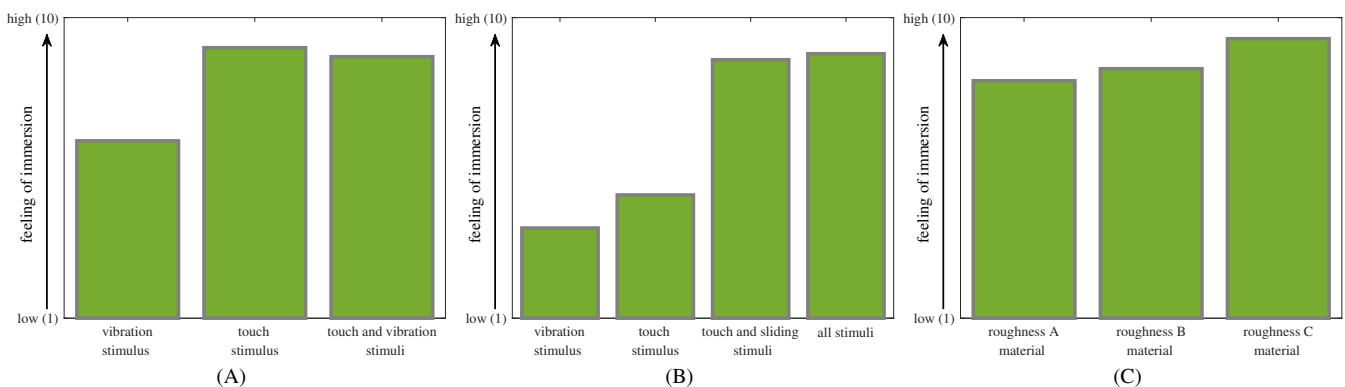 high (10)
feeling of immersion
low (1)
vibration
stimulus
touch
stimulus
touch and vibration
stimuli
(A)
high (10)
feeling of immersion
low (1)
vibration
stimulus
touch
stimulus
touch and sliding
stimuli
all stimuli
(B)
high (10)
feeling of immersion
low (1)
roughness A
material
roughness B
material
roughness C
material
(C)